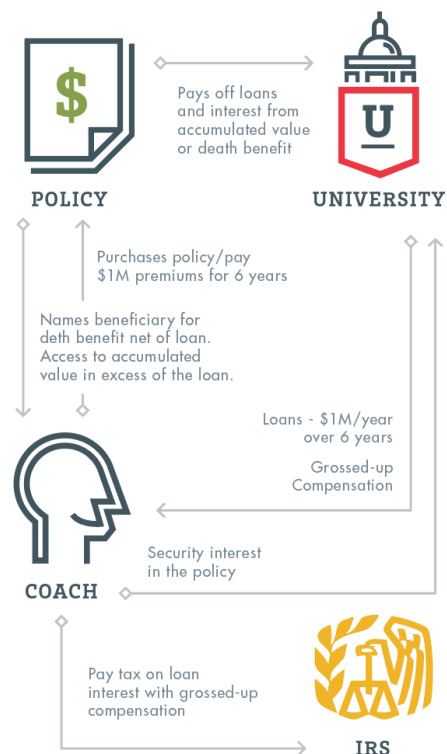 $
U
Pays off loans
and interest from
accumulated value
or death benefit
POLICY
UNIVERSITY
Purchases policy/pay
$1M premiums for 6 years
Names beneficiary for
deth benefit net of loan.
Access to accumulated
value in excess of the loan.
Loans - $1M/year
over 6 years
Grossed-up
Compensation
Security interest
in the policy
COACH
Pay tax on loan
interest with grossed-up
compensation
IRS